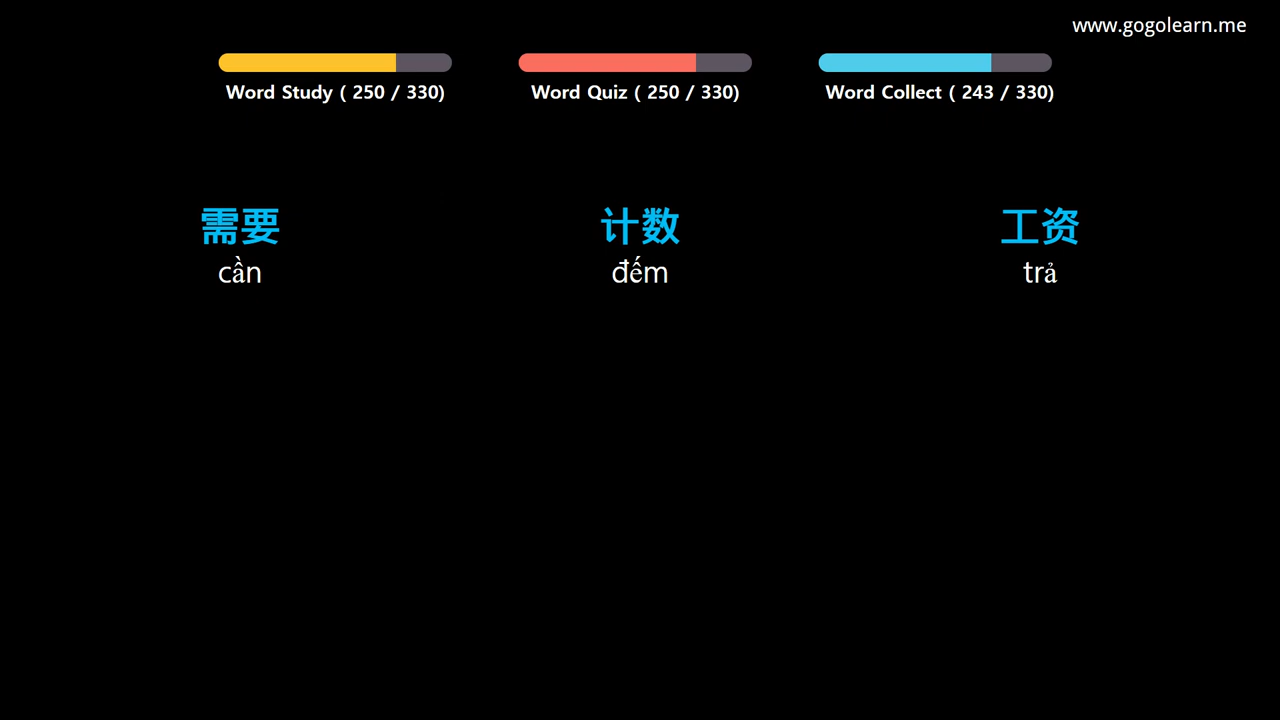 www.gogolearn.me
Word Study ( 250 / 330)
Word Quiz ( 250 / 330)
Word Collect ( 243 / 330)
需要
cần
计数
đếm
工资
trả